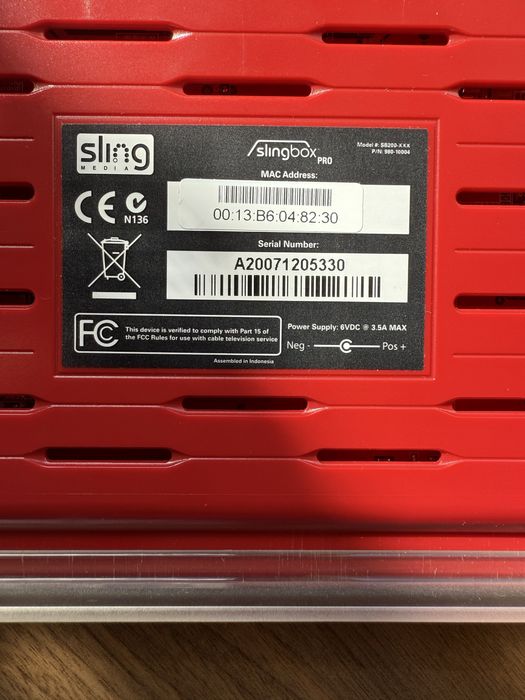 sling
MEDIA
slingbox PRO
Model #: SB200-XXX
P/N: 980-10004
MAC Address:
00:13:B6:04:82:30
CE
N136
Serial Number:
A20071205330
FC
This device is verified to comply with Part 15 of
the FCC Rules for use with cable television service
Assembled in Indonesia
Power Supply: 6VDC @ 3.5A MAX
Neg - Pos +